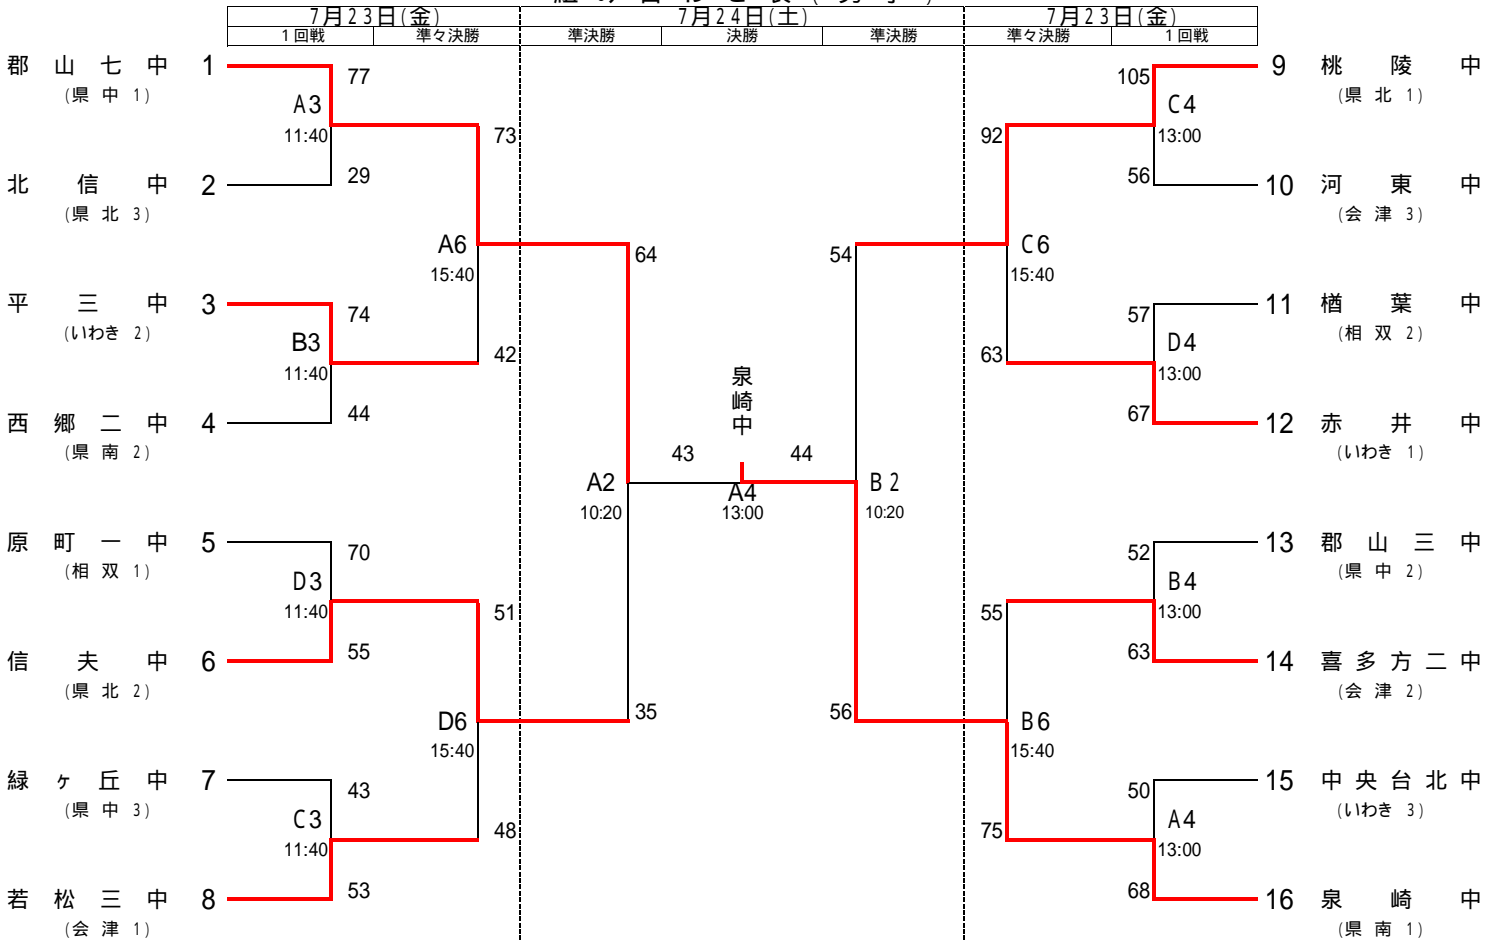 7月23日(金) 7月24日(土) 7月23日(金)
1回戦 準々決勝 準決勝 決勝 準決勝 準々決勝 1回戦
郡山七中 1 77 105 9 桃陵中
(県中 1) (県北 1)
A3 C4
11:40 73 92 13:00
北信中 2 29 56 10 河東中
(県北 3) (会津 3)
A6 64 54 C6
15:40 15:40
平三中 3 74 57 11 楢葉中
(いわき 2) (相双 2)
B3 42 63 D4
11:40 13:00
泉崎中
西郷二中 4 44 67 12 赤井中
(県南 2) (いわき 1)
43 44
A2 A4 B2
10:20 13:00 10:20
原町一中 5 70 52 13 郡山三中
(相双 1) (県中 2)
D3 B4
11:40 51 55 13:00
信夫中 6 55 63 14 喜多方二中
(県北 2) (会津 2)
D6 35 56 B6
15:40 15:40
緑ヶ丘中 7 43 50 15 中央台北中
(県中 3) (いわき 3)
C3 48 75 A4
11:40 13:00
若松三中 8 53 68 16 泉崎中
(会津 1) (県南 1)